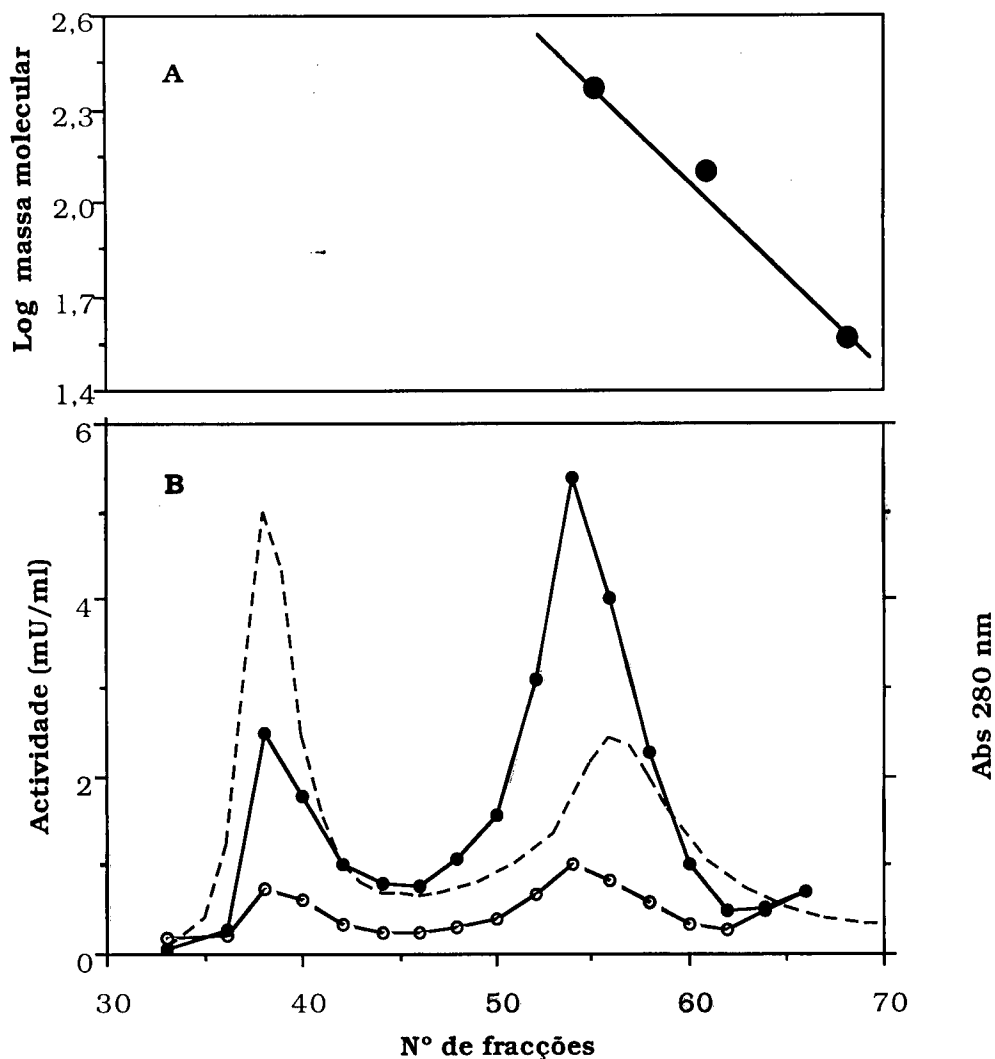 Log massa molecular
2,6
2,3
2,0
1,7
1,4
A
Actividade (mU/ml)
6
4
2
0
B
Abs 280 nm
30
40
50
60
70
Nº de fracções